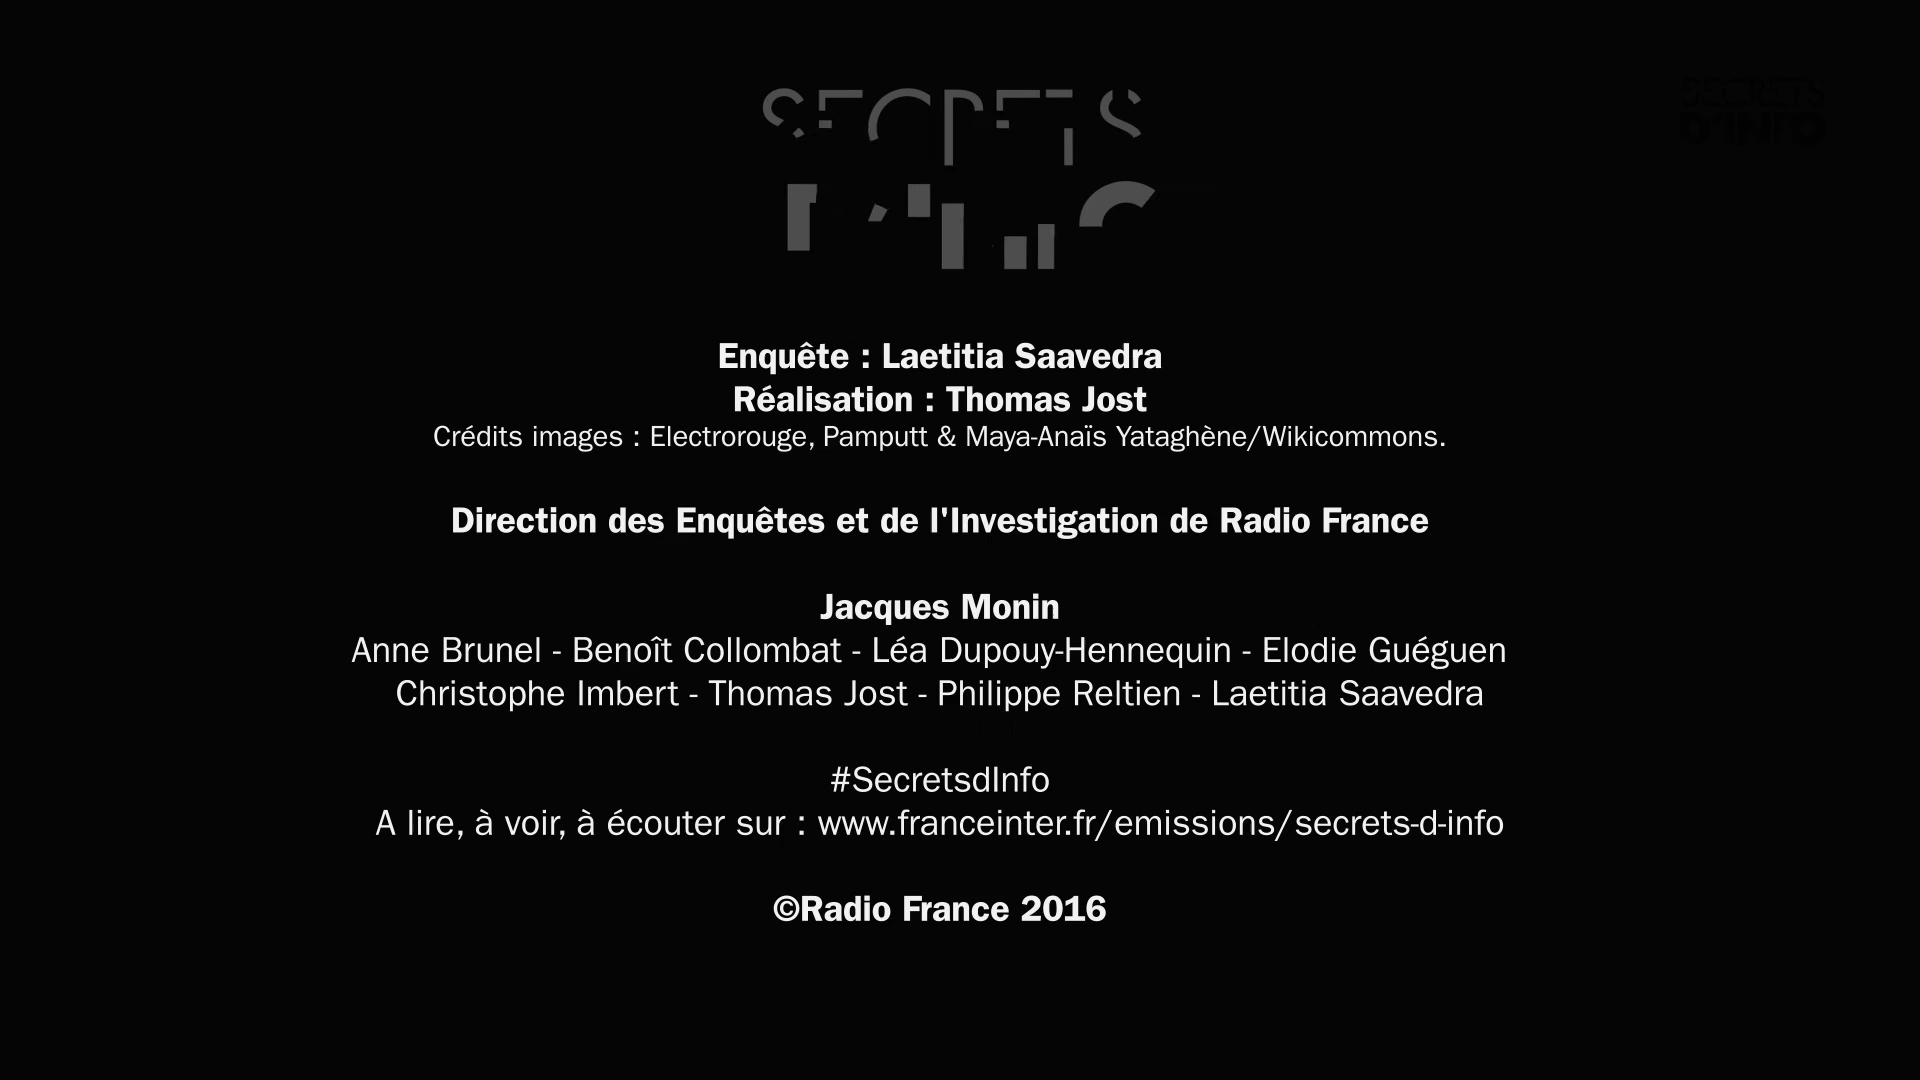 SECRETS
D'INFO
Enquête : Laetitia Saavedra
Réalisation : Thomas Jost
Crédits images : Electrorouge, Pamputt & Maya-Anaïs Yataghène/Wikicommons.
Direction des Enquêtes et de l'Investigation de Radio France
Jacques Monin
Anne Brunel - Benoît Collombat - Léa Dupouy-Hennequin - Elodie Guéguen
Christophe Imbert - Thomas Jost - Philippe Reltien - Laetitia Saavedra
#SecretsdInfo
A lire, à voir, à écouter sur : www.franceinter.fr/emissions/secrets-d-info
©Radio France 2016